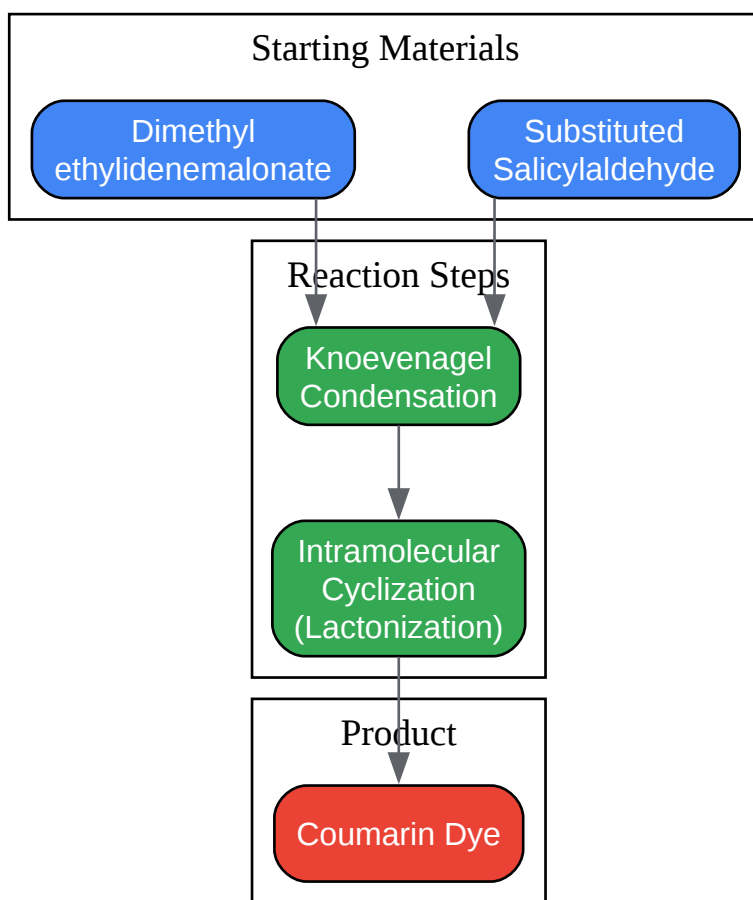 Starting Materials
Dimethyl
ethylidenemalonate
Substituted
Salicylaldehyde
Reaction Steps
Knoevenagel
Condensation
Intramolecular
Cyclization
(Lactonization)
Product
Coumarin Dye